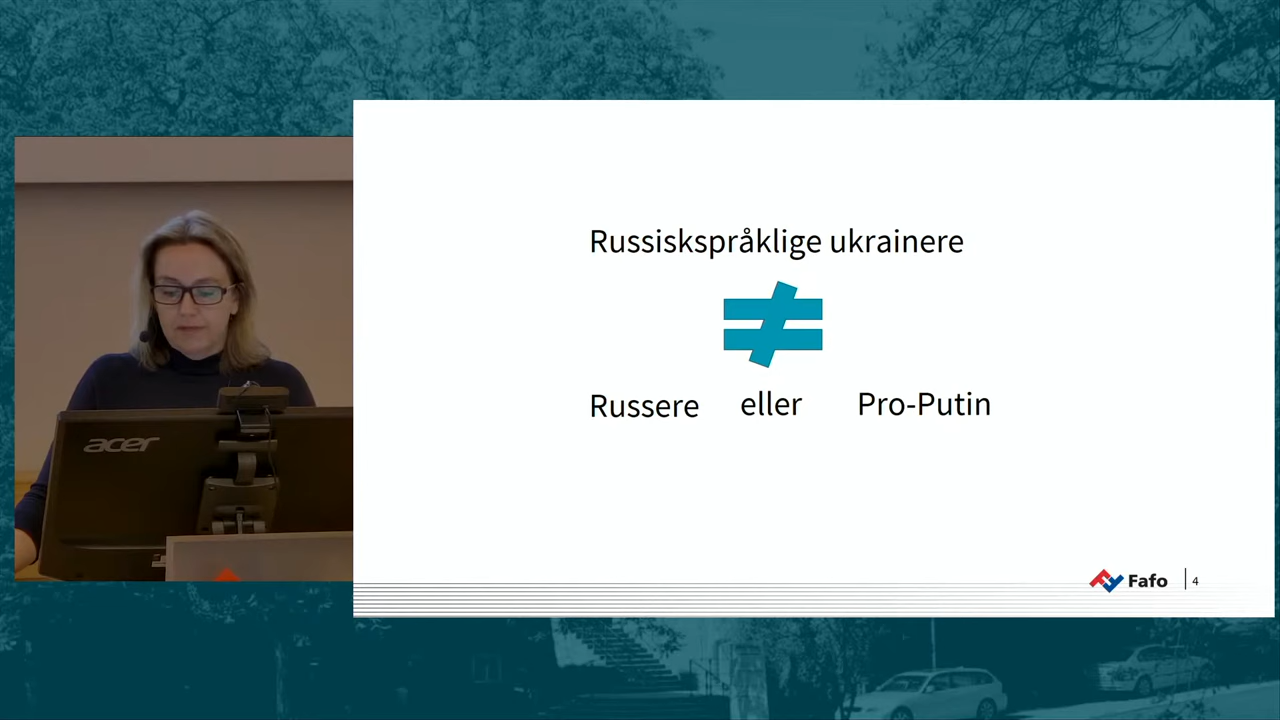 Russiskspråklige ukrainere
≠
Russere eller Pro-Putin
acer
Fafo 4